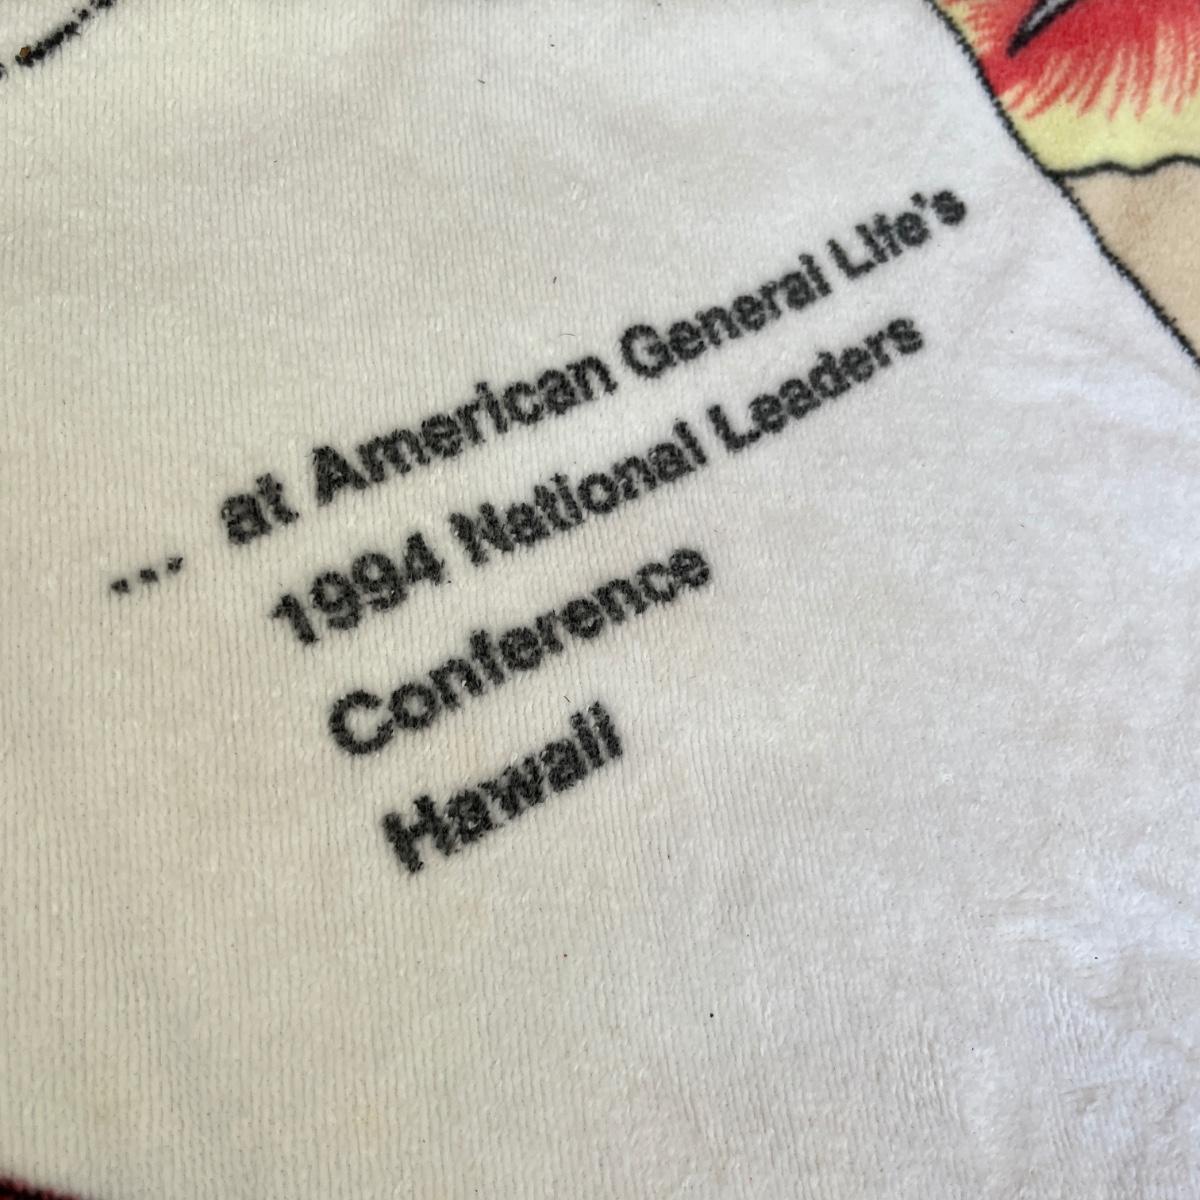 ... at American General Life's
1994 National Leaders
Conference
Hawaii